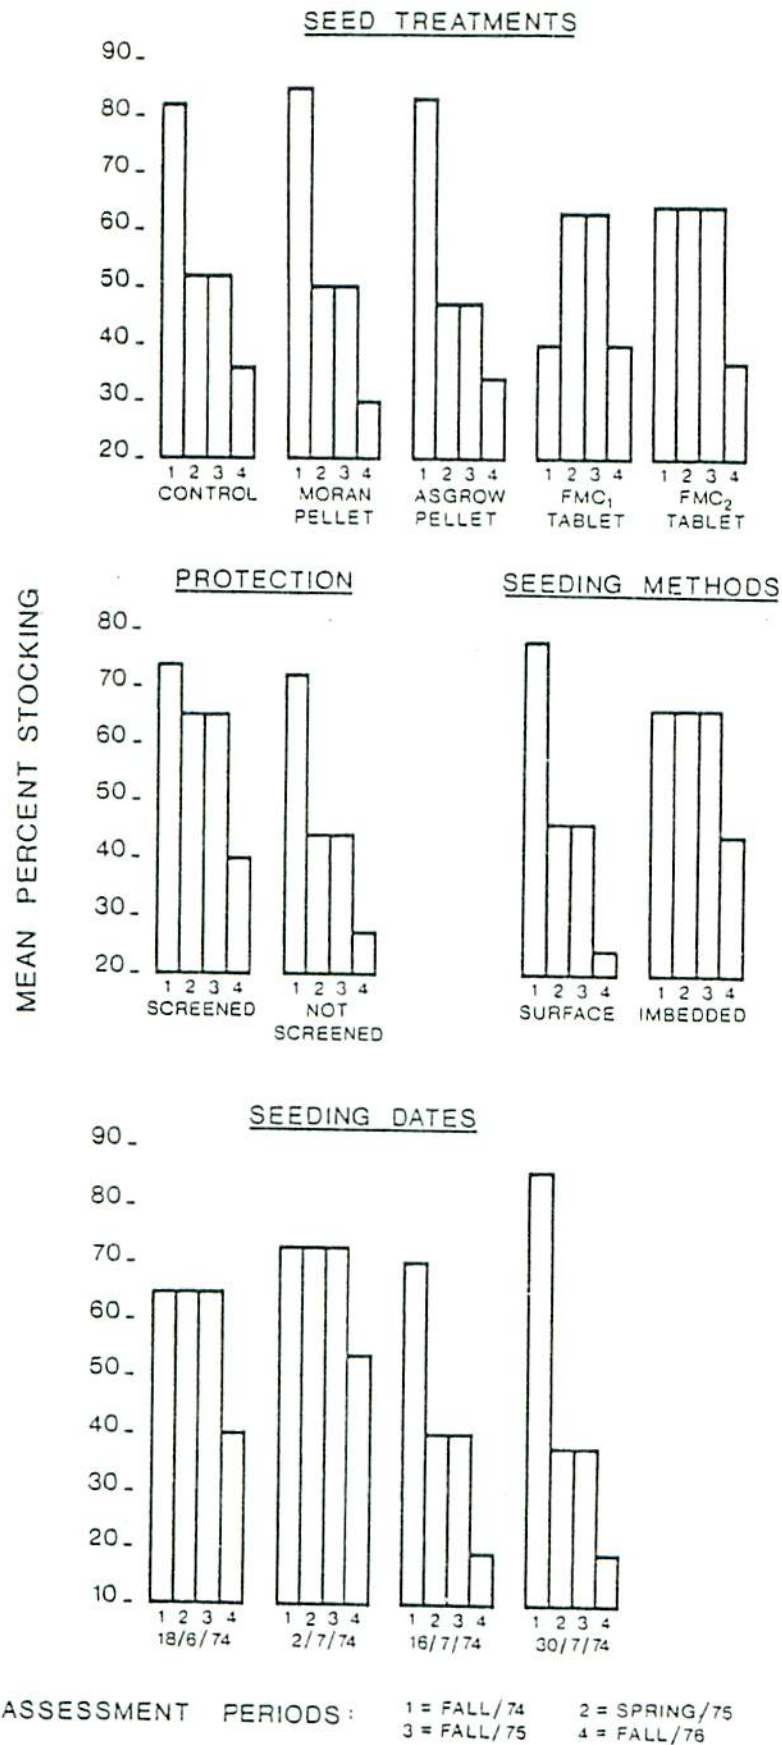 SEED TREATMENTS
90
80
70
60
50
40
30
20
1 2 3 4 1 2 3 4 1 2 3 4 1 2 3 4 1 2 3 4
CONTROL MORAN PELLET ASGROW PELLET FMC1 TABLET FMC2 TABLET
MEAN PERCENT STOCKING
PROTECTION
SEEDING METHODS
80
70
60
50
40
30
20
1 2 3 4 1 2 3 4 1 2 3 4 1 2 3 4
SCREENED NOT SCREENED SURFACE IMBEDDED
SEEDING DATES
90
80
70
60
50
40
30
20
10
1 2 3 4 1 2 3 4 1 2 3 4 1 2 3 4
18/6/74 2/7/74 16/7/74 30/7/74
ASSESSMENT PERIODS: 1 = FALL/74 2 = SPRING/75
3 = FALL/75 4 = FALL/76